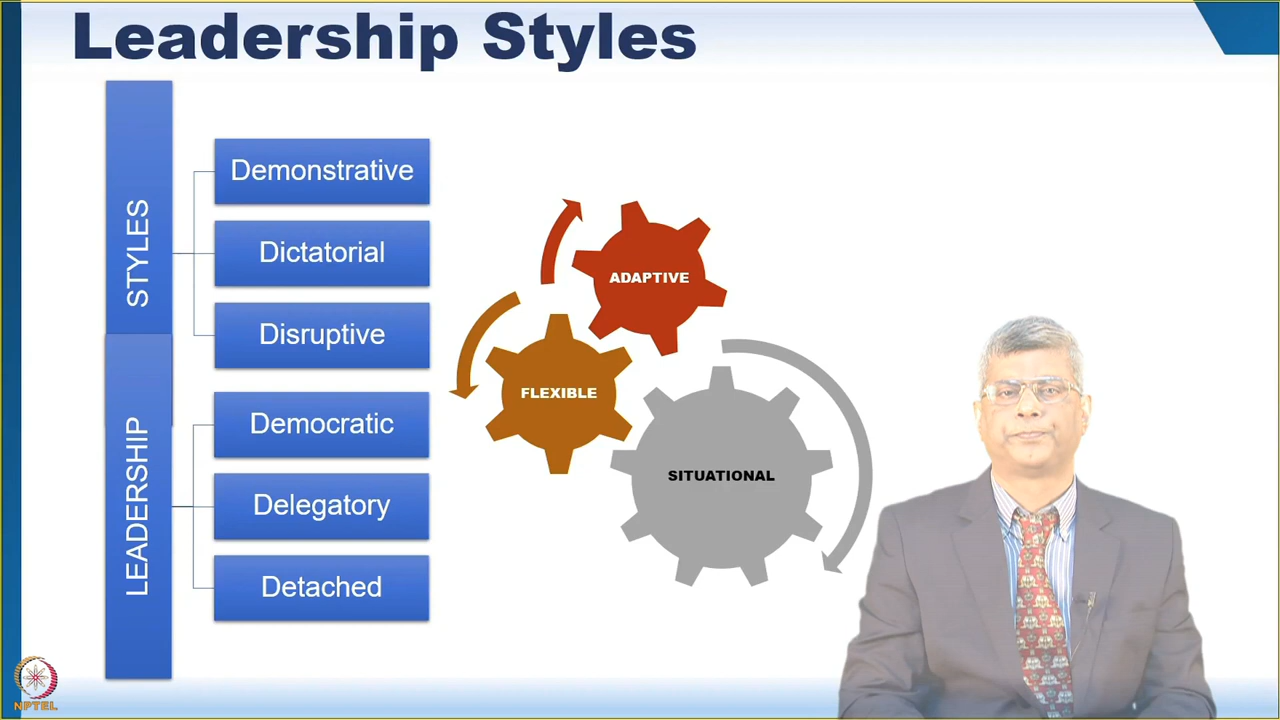 Leadership Styles
STYLES
LEADERSHIP
Demonstrative
Dictatorial
Disruptive
Democratic
Delegatory
Detached
ADAPTIVE
FLEXIBLE
SITUATIONAL
NPTEL